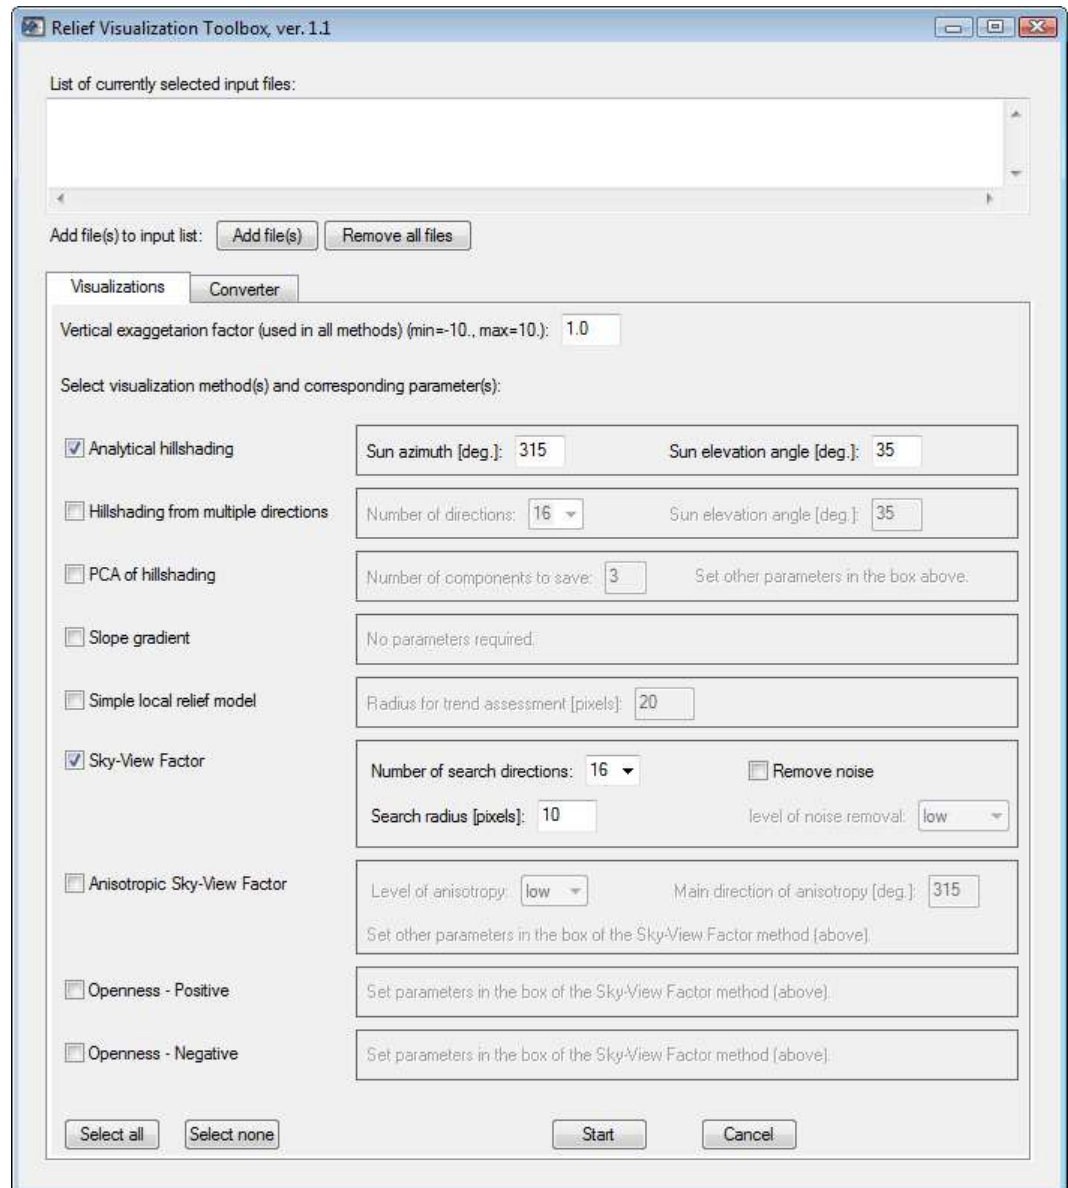 Relief Visualization Toolbox, ver. 1.1
List of currently selected input files:
Add file(s) to input list: Add file(s) Remove all files
Visualizations Converter
Vertical exaggetarion factor (used in all methods) (min=-10., max=10.): 1.0
Select visualization method(s) and corresponding parameter(s):
Analytical hillshading Sun azimuth [deg.]: 315 Sun elevation angle [deg.]: 35
Hillshading from multiple directions Number of directions: 16 Sun elevation angle [deg.]: 35
PCA of hillshading Number of components to save: 3 Set other parameters in the box above.
Slope gradient No parameters required.
Simple local relief model Radius for trend assessment [pixels]: 20
Sky-View Factor Number of search directions: 16 Remove noise
Search radius [pixels]: 10 level of noise removal: low
Anisotropic Sky-View Factor Level of anisotropy: low Main direction of anisotropy [deg.]: 315
Set other parameters in the box of the Sky-View Factor method (above).
Openness - Positive Set parameters in the box of the Sky-View Factor method (above).
Openness - Negative Set parameters in the box of the Sky-View Factor method (above).
Select all Select none Start Cancel